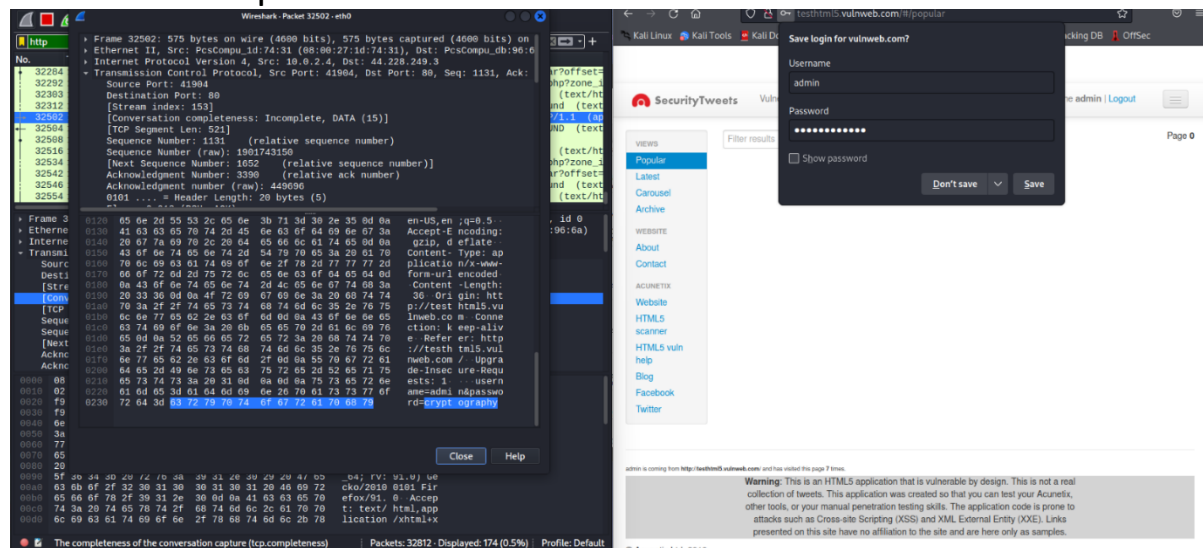 Wireshark · Packet 32502 · eth0
http
Frame 32502: 575 bytes on wire (4600 bits), 575 bytes captured (4600 bits) on
Ethernet II, Src: PcsCompu_1d:74:31 (08:00:27:1d:74:31), Dst: PcsCompu_db:96:6
Internet Protocol Version 4, Src: 10.0.2.4, Dst: 44.228.249.3
Transmission Control Protocol, Src Port: 41904, Dst Port: 80, Seq: 1131, Ack:
Source Port: 41904
Destination Port: 80
[Stream index: 153]
[Conversation completeness: Incomplete, DATA (15)]
[TCP Segment Len: 521]
Sequence Number: 1131 (relative sequence number)
Sequence Number (raw): 1901743150
[Next Sequence Number: 1652 (relative sequence number)]
Acknowledgment Number: 3390 (relative ack number)
Acknowledgment number (raw): 449696
0101 .... = Header Length: 20 bytes (5)
No.
32284
32292
32303
32312
32502
32504
32508
32516
32534
32542
32546
32554
0120 65 6e 2d 55 53 2c 65 6e 3b 71 3d 30 2e 35 0d 0a en-US,en ;q=0.5··
0130 41 63 63 65 70 74 2d 45 6e 63 6f 64 69 6e 67 3a Accept-E ncoding:
0140 20 67 7a 69 70 2c 20 64 65 66 6c 61 74 65 0d 0a gzip, d eflate··
0150 43 6f 6e 74 65 6e 74 2d 54 79 70 65 3a 20 61 70 Content- Type: ap
0160 70 6c 69 63 61 74 69 6f 6e 2f 78 2d 77 77 77 2d plicatio n/x-www-
0170 66 6f 72 6d 2d 75 72 6c 65 6e 63 6f 64 65 64 0d form-url encoded·
0180 0a 43 6f 6e 74 65 6e 74 2d 4c 65 6e 67 74 68 3a ·Content -Length:
0190 20 33 36 0d 0a 4f 72 69 67 69 6e 3a 20 68 74 74 36··Ori gin: htt
01a0 70 3a 2f 2f 74 65 73 74 68 74 6d 6c 35 2e 76 75 p://test html5.vu
01b0 6c 6e 77 65 62 2e 63 6f 6d 0d 0a 43 6f 6e 6e 65 lnweb.co m··Conne
01c0 63 74 69 6f 6e 3a 20 6b 65 65 70 2d 61 6c 69 76 ction: k eep-aliv
01d0 65 0d 0a 52 65 66 65 72 65 72 3a 20 68 74 74 70 e··Refer er: http
01e0 3a 2f 2f 74 65 73 74 68 74 6d 6c 35 2e 76 75 6c ://testh tml5.vul
01f0 6e 77 65 62 2e 63 6f 6d 2f 0d 0a 55 70 67 72 61 nweb.com /··Upgra
0200 64 65 2d 49 6e 73 65 63 75 72 65 2d 52 65 71 75 de-Insec ure-Requ
0210 65 73 74 73 3a 20 31 0d 0a 0d 0a 75 73 65 72 6e ests: 1· ···usern
0220 61 6d 65 3d 61 64 6d 69 6e 26 70 61 73 73 77 6f ame=admi n&passwo
0230 72 64 3d 63 72 79 70 74 6f 67 72 61 70 68 79 rd=crypt ography
Close Help
The completeness of the conversation capture (tcp.completeness) Packets: 32812 · Displayed: 174 (0.5%) Profile: Default
testhtml5.vulnweb.com/#/popular
Kali Linux Kali Tools Kali Do
OffSec
Save login for vulnweb.com?
Username
admin
Password
Show password
Don't save Save
SecurityTweets
admin | Logout
Filter results
Page 0
VIEWS
Popular
Latest
Carousel
Archive
WEBSITE
About
Contact
ACUNETIX
Website
HTML5
scanner
HTML5 vuln
help
Blog
Facebook
Twitter
admin is coming from http://testhtml5.vulnweb.com/ and has visited this page 7 times.
Warning: This is an HTML5 application that is vulnerable by design. This is not a real
collection of tweets. This application was created so that you can test your Acunetix,
other tools, or your manual penetration testing skills. The application code is prone to
attacks such as Cross-site Scripting (XSS) and XML External Entity (XXE). Links
presented on this site have no affiliation to the site and are here only as samples.